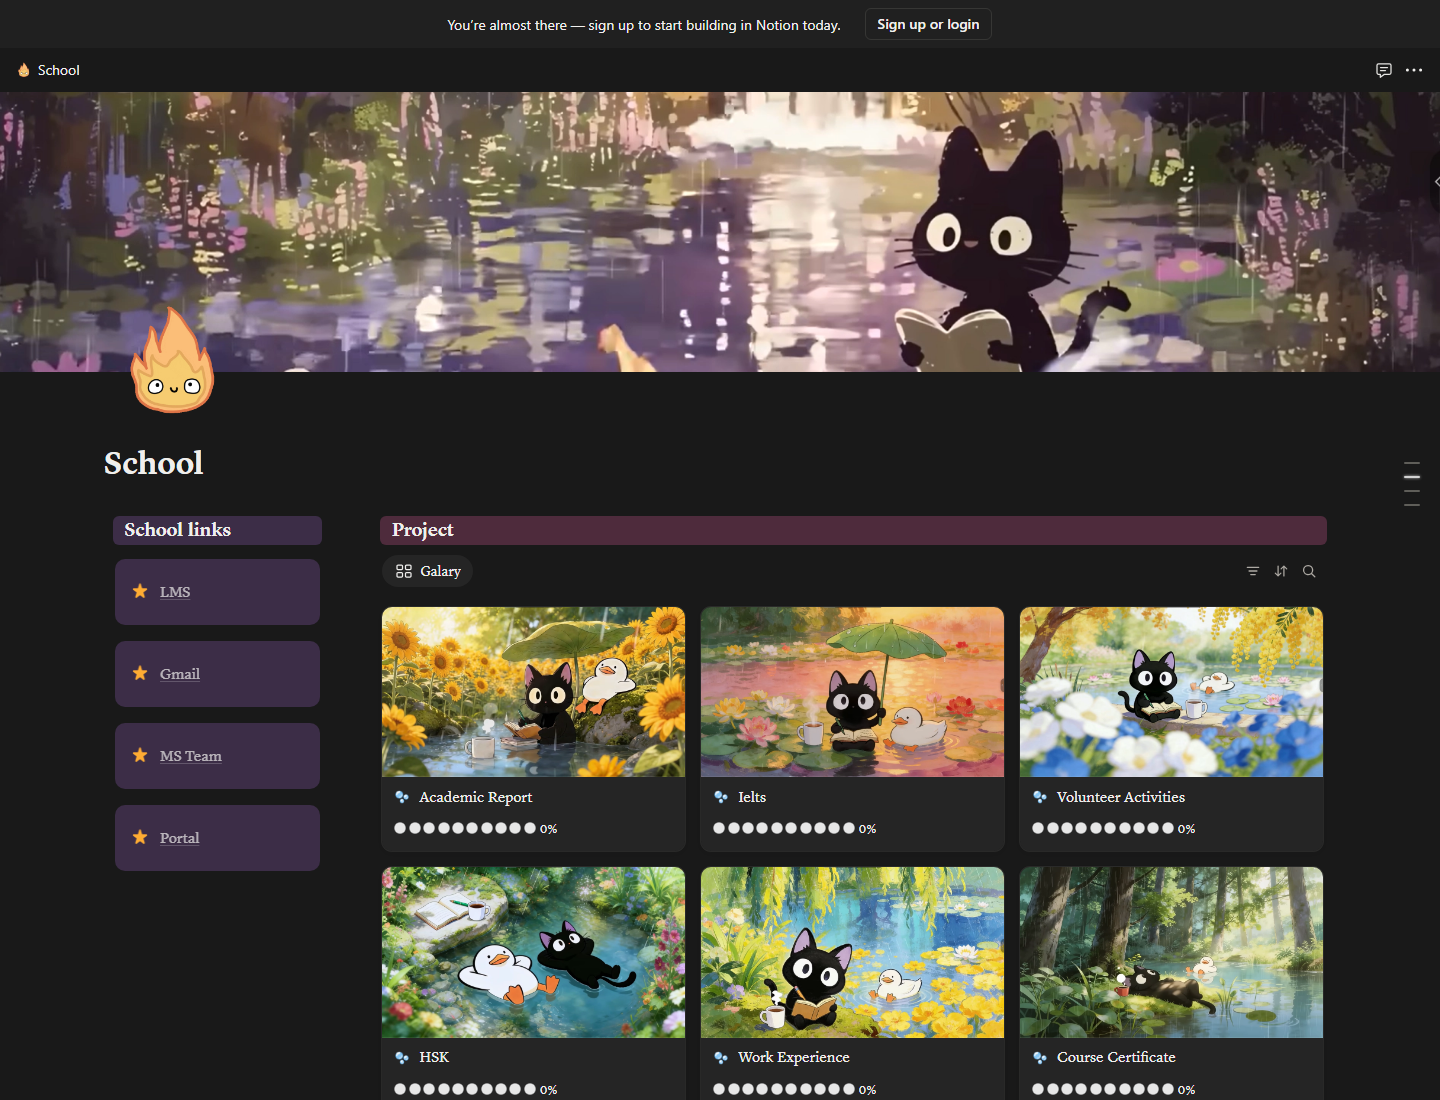 You’re almost there — sign up to start building in Notion today.
Sign up or login
School
School
School links
LMS
Gmail
MS Team
Portal
Project
Galary
Academic Report
0%
Ielts
0%
Volunteer Activities
0%
HSK
0%
Work Experience
0%
Course Certificate
0%